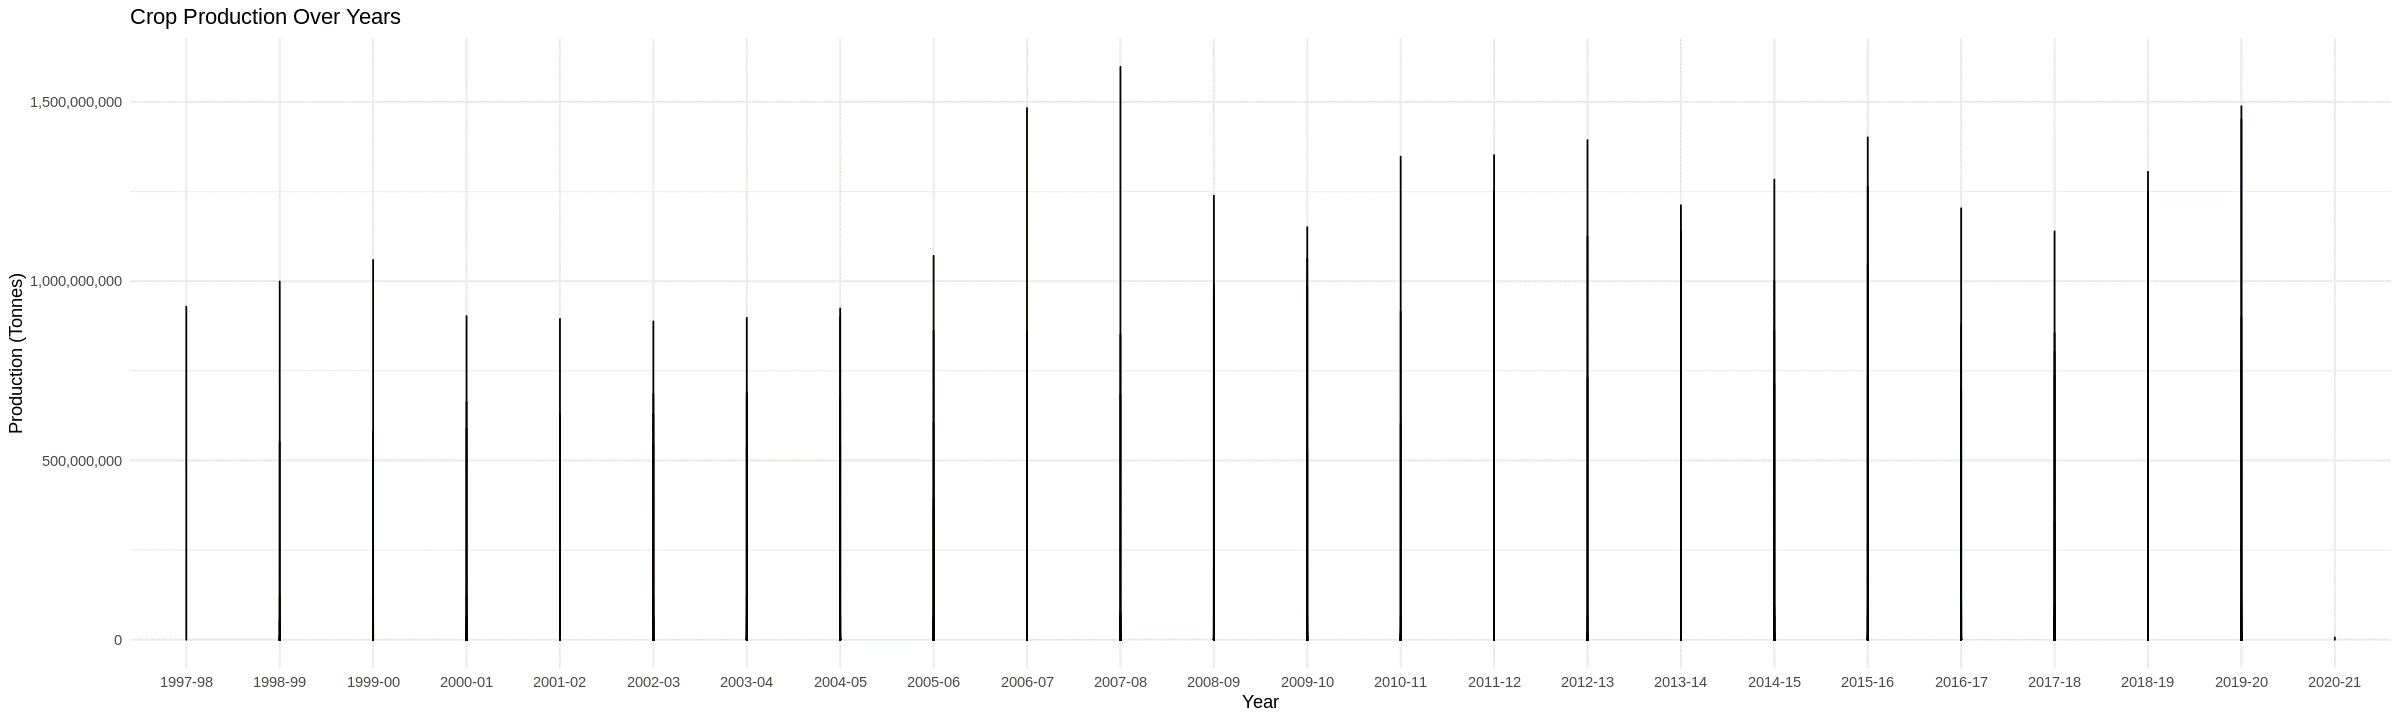 Crop Production Over Years
Production (Tonnes)
1,500,000,000
1,000,000,000
500,000,000
0
1997-98 1998-99 1999-00 2000-01 2001-02 2002-03 2003-04 2004-05 2005-06 2006-07 2007-08 2008-09 2009-10 2010-11 2011-12 2012-13 2013-14 2014-15 2015-16 2016-17 2017-18 2018-19 2019-20 2020-21
Year